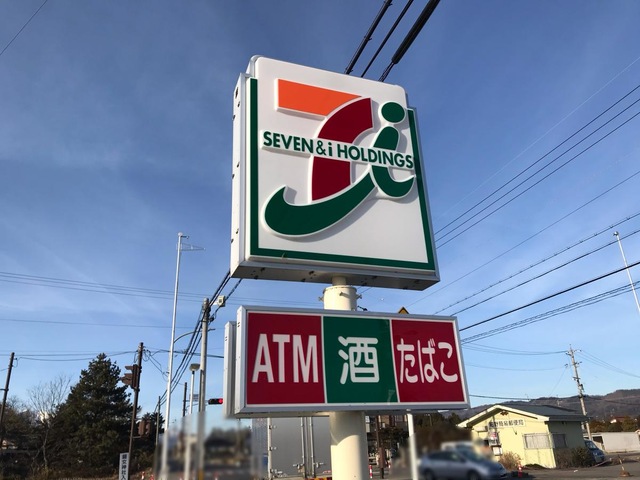 SEVEN & i HOLDINGS
ATM 酒 たばこ